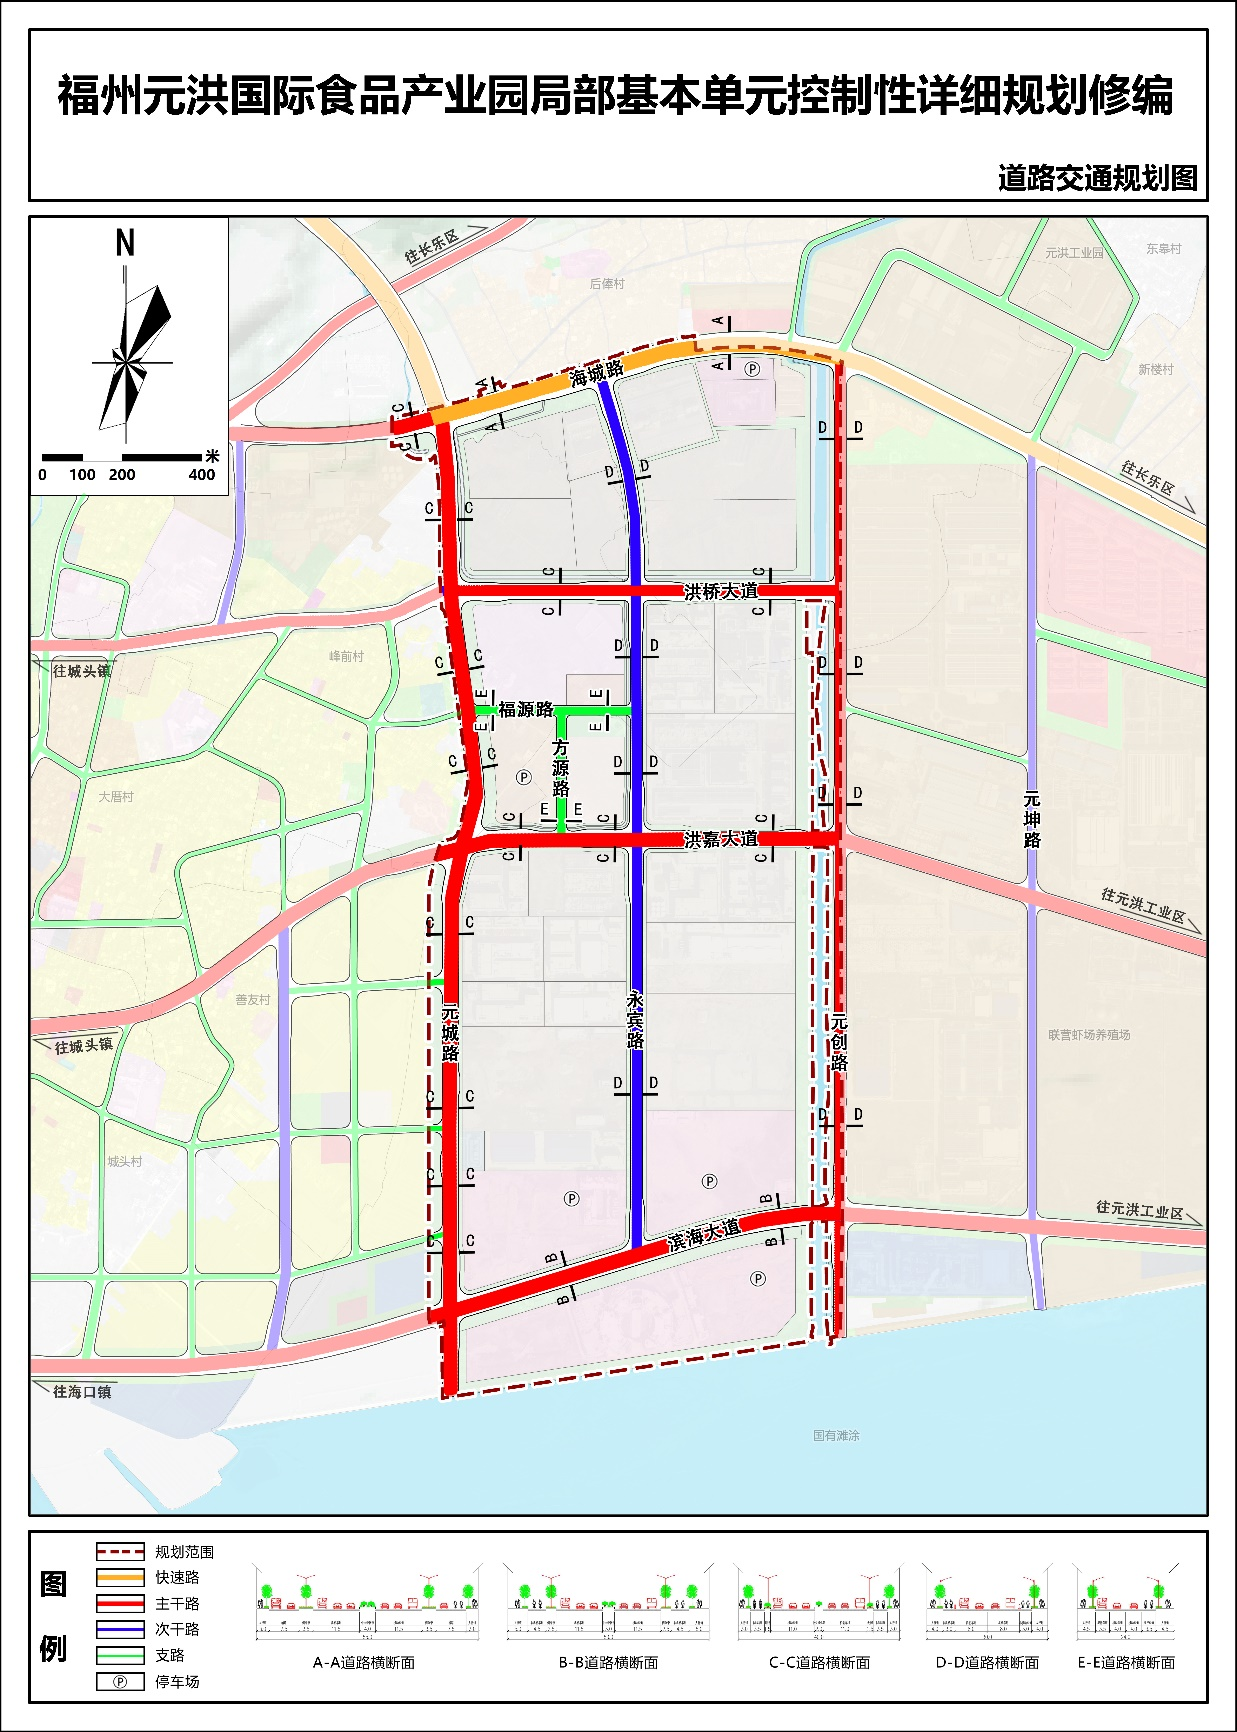 福州元洪国际食品产业园局部基本单元控制性详细规划修编
道路交通规划图
N
0 100 200 400 米
往长乐区
后俸村
元洪工业园
东皋村
新楼村
往长乐区
海城路
A
A
A
A
C
C
P
D D
D D
C C
洪桥大道
C
C
C
C
往城头镇
峰前村
C C
D D
D D
E
E
E
E
福源路
方源路
C C
P
D D
D D
E E
大厝村
元坤路
C
C
C
C
C
C
洪嘉大道
往元洪工业区
C C
善友村
元城路
永宾路
元创路
联营虾场养殖场
往城头镇
D D
C C
D D
城头村
C C
P
P
B
B
往元洪工业区
滨海大道
C C
B
B
P
往海口镇
国有滩涂
图例
规划范围
快速路
主干路
次干路
支路
P 停车场
A-A道路横断面
B-B道路横断面
C-C道路横断面
D-D道路横断面
E-E道路横断面